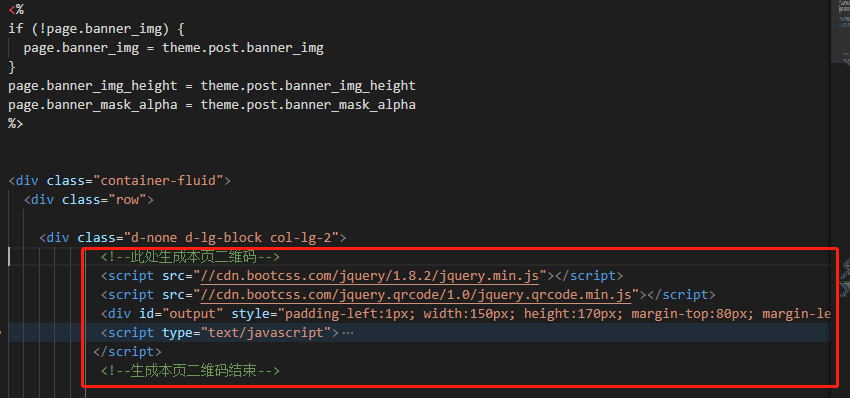 <%
if (!page.banner_img) {
page.banner_img = theme.post.banner_img
}
page.banner_img_height = theme.post.banner_img_height
page.banner_mask_alpha = theme.post.banner_mask_alpha
%>
<div class="container-fluid">
<div class="row">
<div class="d-none d-lg-block col-lg-2">
<!--此处生成本页二维码-->
<script src="//cdn.bootcss.com/jquery/1.8.2/jquery.min.js"></script>
<script src="//cdn.bootcss.com/jquery.qrcode/1.0/jquery.qrcode.min.js"></script>
<div id="output" style="padding-left:1px; width:150px; height:170px; margin-top:80px; margin-le
<script type="text/javascript">…
</script>
<!--生成本页二维码结束-->